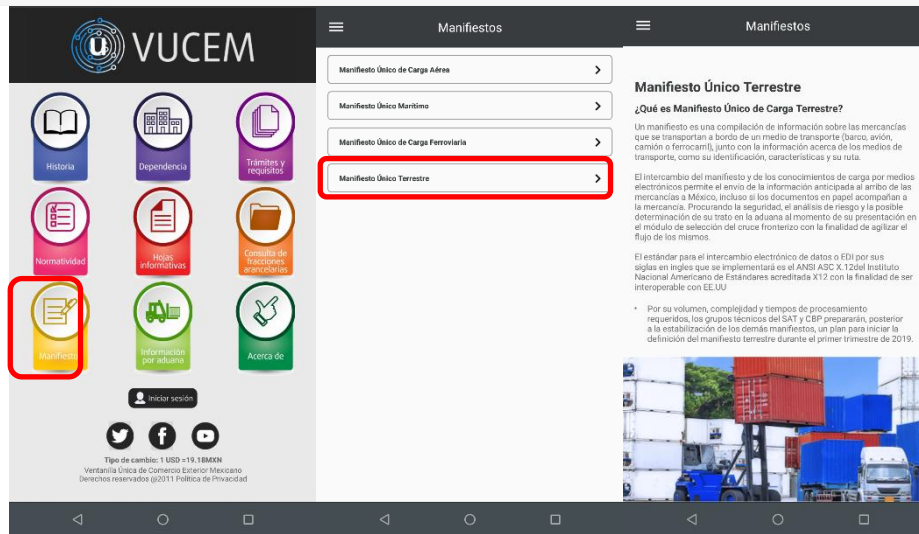 VUCEM
Historia
Dependencia
Trámites y
requisitos
Normatividad
Hojas
informativas
Consulta de
fracciones
arancelarias
Manifiesto
Información
por aduana
Acerca de
Iniciar sesión
Tipo de cambio: 1 USD =19.18MXN
Ventanilla Única de Comercio Exterior Mexicano
Derechos reservados @2011 Política de Privacidad
Manifiestos
Manifiesto Único de Carga Aérea
Manifiesto Único Marítimo
Manifiesto Único de Carga Ferroviaria
Manifiesto Único Terrestre
Manifiestos
Manifiesto Único Terrestre
¿Qué es Manifiesto Único de Carga Terrestre?
Un manifiesto es una compilación de información sobre las mercancías
que se transportan a bordo de un medio de transporte (barco, avión,
camión o ferrocarril), junto con la información acerca de los medios de
transporte, como su identificación, características y su ruta.
El intercambio del manifiesto y de los conocimientos de carga por medios
electrónicos permite el envío de la información anticipada al arribo de las
mercancías a México, incluso si los documentos en papel acompañan a
la mercancía. Procurando la seguridad, el análisis de riesgo y la posible
determinación de su trato en la aduana al momento de su presentación en
el módulo de selección del cruce fronterizo con la finalidad de agilizar el
flujo de los mismos.
El estándar para el intercambio electrónico de datos o EDI por sus
siglas en ingles que se implementará es el ANSI ASC X.12del Instituto
Nacional Americano de Estándares acreditada X12 con la finalidad de ser
interoperable con EE.UU
• Por su volumen, complejidad y tiempos de procesamiento
requeridos, los grupos técnicos del SAT y CBP prepararán, posterior
a la estabilización de los demás manifiestos, un plan para iniciar la
definición del manifiesto terrestre durante el primer trimestre de 2019.